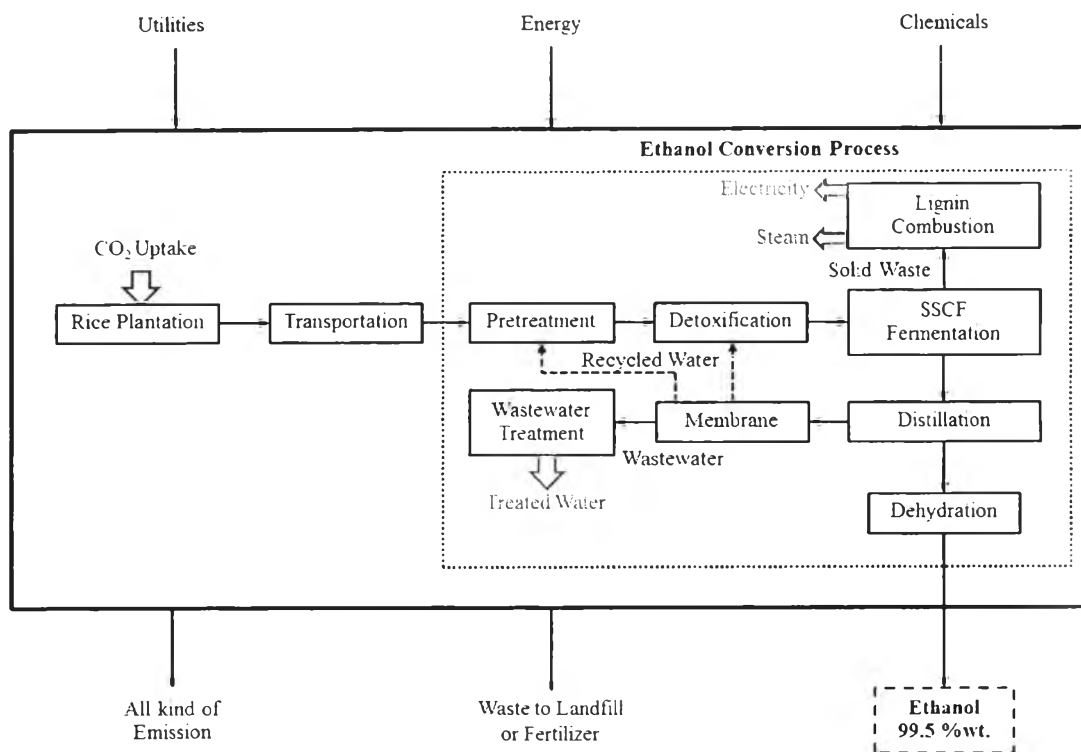 Utilities
Energy
Chemicals
Ethanol Conversion Process
Electricity
Lignin
Combustion
Steam
CO₂ Uptake
Solid Waste
Rice Plantation
Transportation
Pretreatment
Detoxification
SSCF
Fermentation
Recycled Water
Wastewater
Treatment
Membrane
Distillation
Wastewater
Treated Water
Dehydration
All kind of
Emission
Waste to Landfill
or Fertilizer
Ethanol
99.5 %wt.